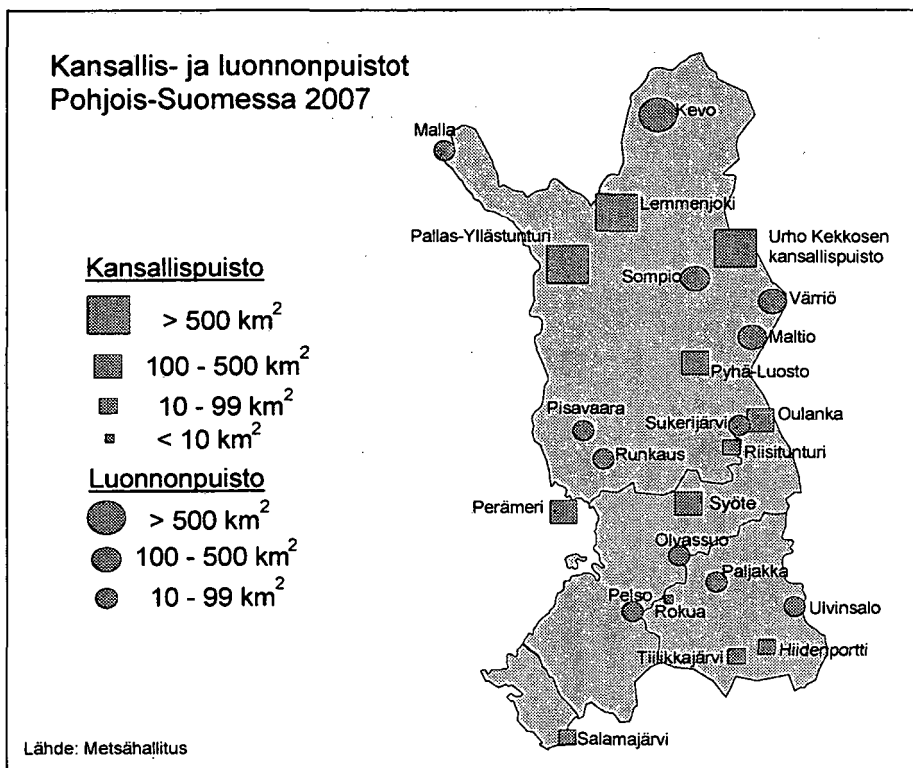 Kansallis- ja luonnonpuistot
Pohjois-Suomessa 2007
Kevo
Malla
Lemmenjoki
Pallas-Yllästunturi
Urho Kekkosen
kansallispuisto
Sompio
Värriö
Maltio
Pyhä-Luosto
Pisavaara
Sukerijärvi
Oulanka
Runkaus
Riisitunturi
Perämeri
Syöte
Olvassuo
Paljakka
Pelso
Rokua
Ulvinsalo
Tiilikkajärvi
Hiidenportti
Salamajärvi
Kansallispuisto
> 500 km²
100 - 500 km²
10 - 99 km²
< 10 km²
Luonnonpuisto
> 500 km²
100 - 500 km²
10 - 99 km²
Lähde: Metsähallitus